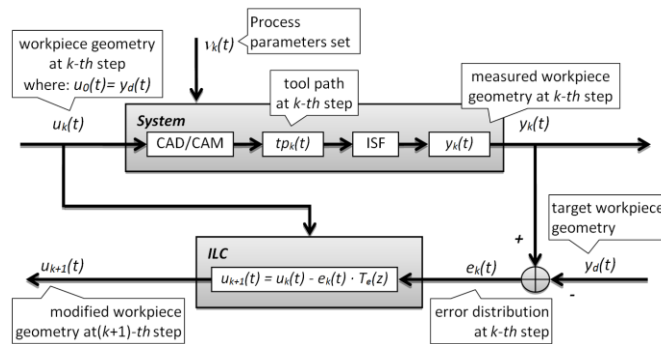 workpiece geometry
at k-th step
where: u0(t)= yd(t)
νk(t)
Process
parameters set
tool path
at k-th step
measured workpiece
geometry at k-th step
uk(t)
System
yk(t)
CAD/CAM
tpk(t)
ISF
yk(t)
target workpiece
geometry
+
ILC
uk+1(t)
uk+1(t) = uk(t) - ek(t) · Te(z)
ek(t)
yd(t)
-
modified workpiece
geometry at(k+1)-th step
error distribution
at k-th step